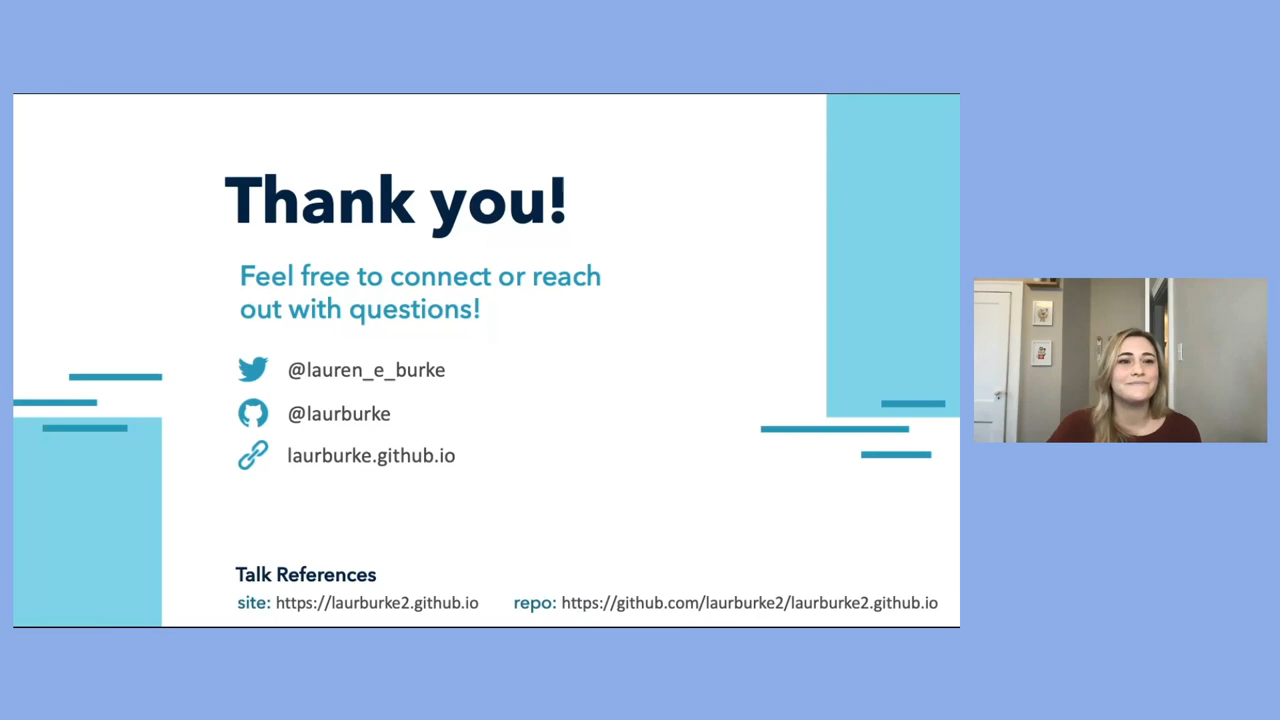 Thank you!
Feel free to connect or reach
out with questions!
@lauren_e_burke
@laurburke
laurburke.github.io
Talk References
site: https://laurburke2.github.io repo: https://github.com/laurburke2/laurburke2.github.io